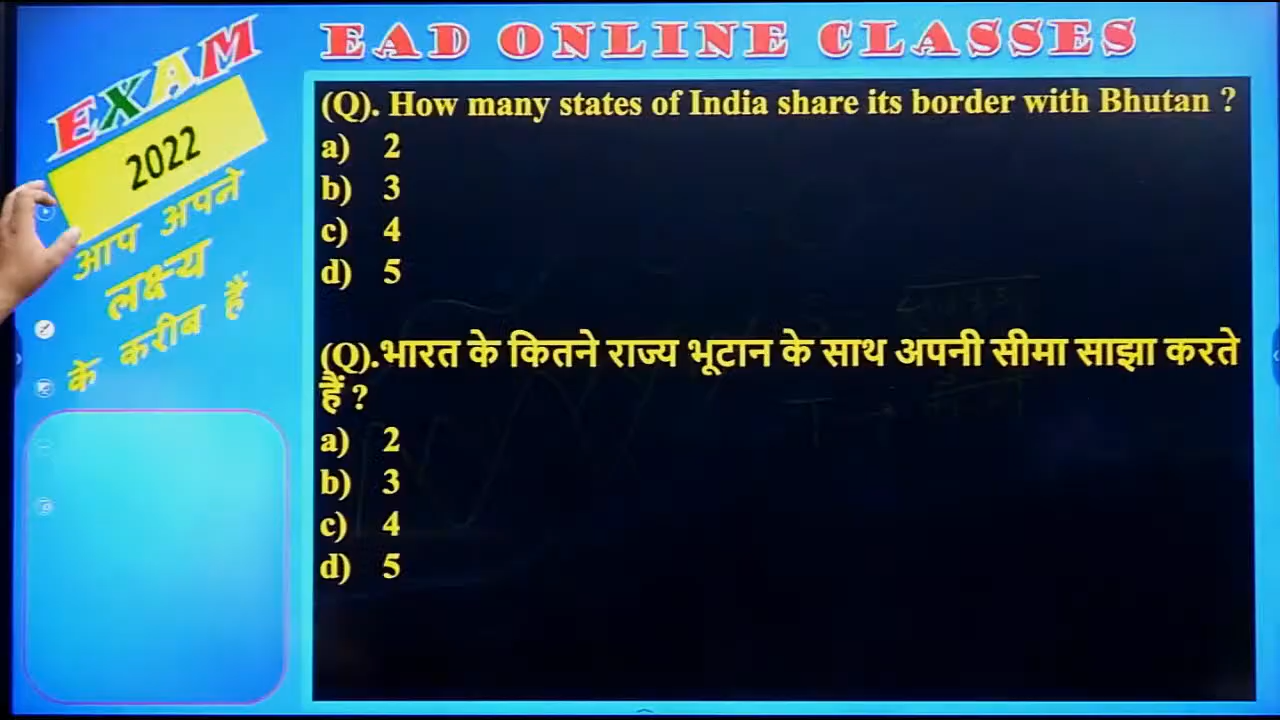 EAD ONLINE CLASSES
EXAM
2022
आप अपने
लक्ष्य
के करीब हैं
(Q). How many states of India share its border with Bhutan ?
a) 2
b) 3
c) 4
d) 5
(Q).भारत के कितने राज्य भूटान के साथ अपनी सीमा साझा करते
हैं ?
a) 2
b) 3
c) 4
d) 5